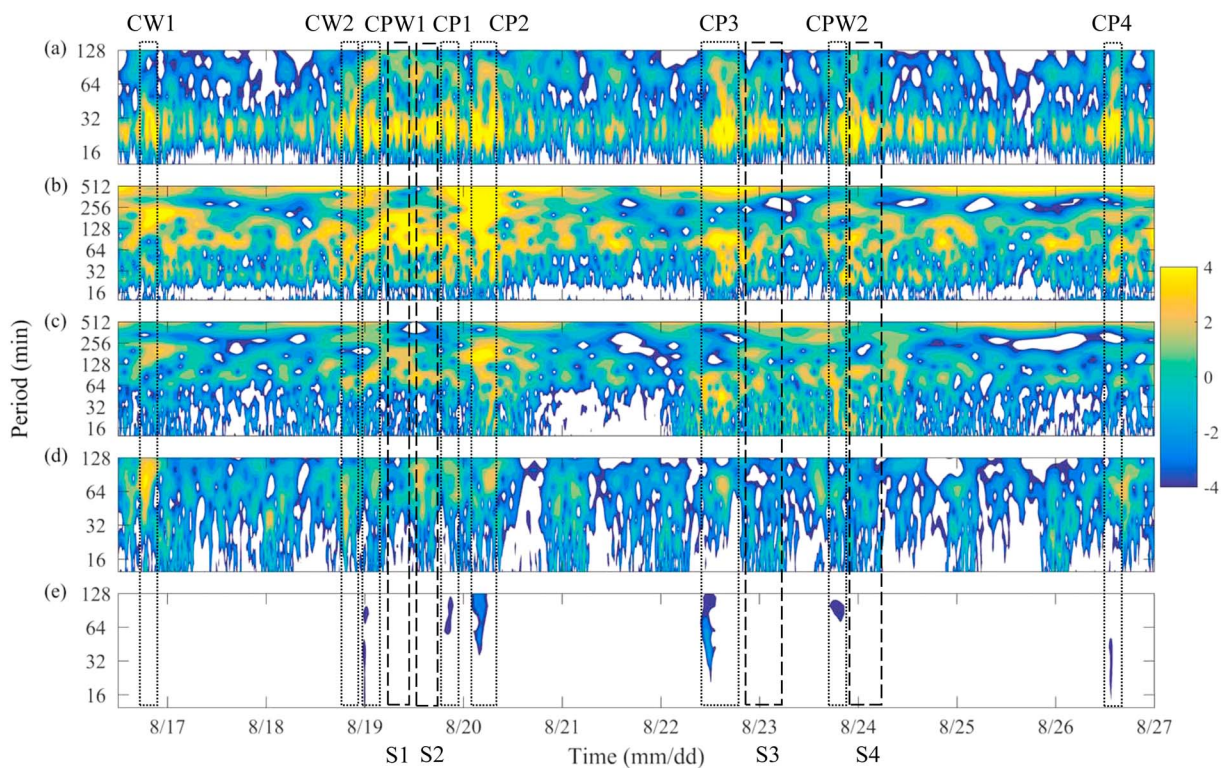 CW1 CW2 CPW1 CP1 CP2 CP3 CPW2 CP4
(a) 128
64
32
16
(b) 512
256
128
64
32
16
(c) 512
256
128
64
32
16
(d) 128
64
32
16
(e) 128
64
32
16
Period (min)
4
2
0
-2
-4
8/17 8/18 8/19 8/20 8/21 8/22 8/23 8/24 8/25 8/26 8/27
S1 S2 Time (mm/dd) S3 S4